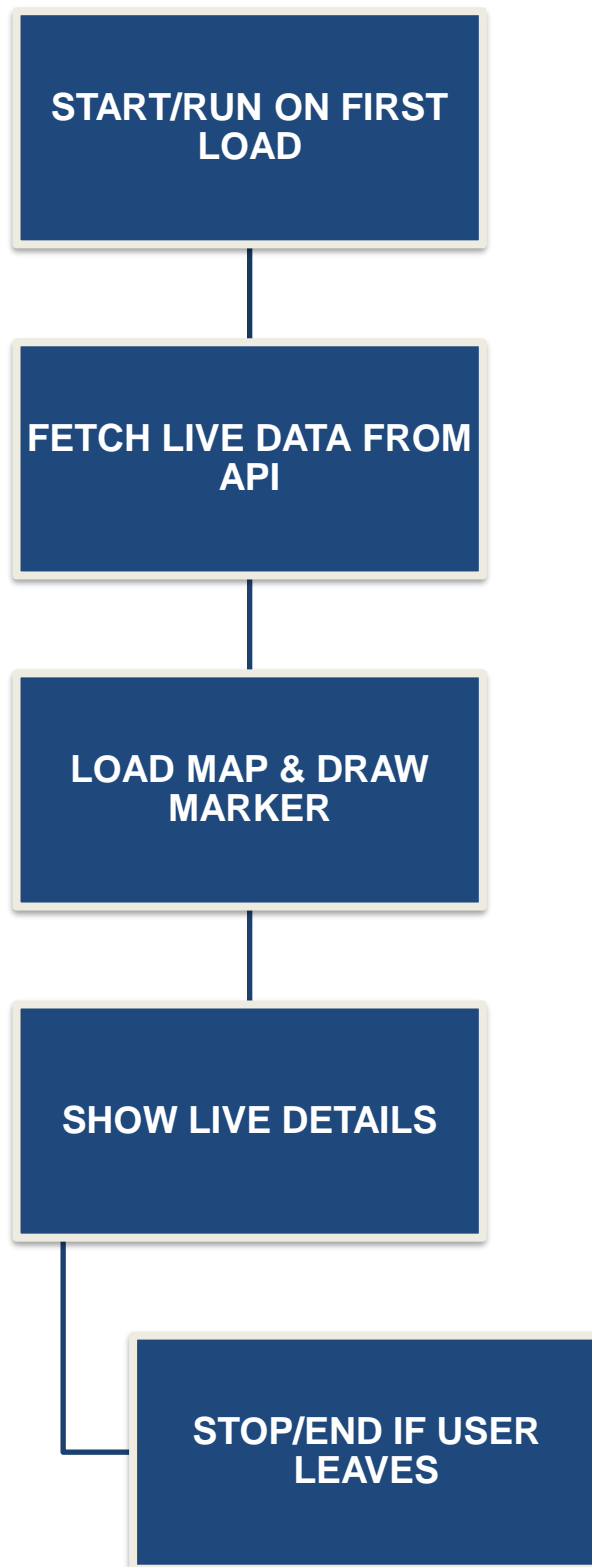 START/RUN ON FIRST
LOAD
FETCH LIVE DATA FROM
API
LOAD MAP & DRAW
MARKER
SHOW LIVE DETAILS
STOP/END IF USER
LEAVES